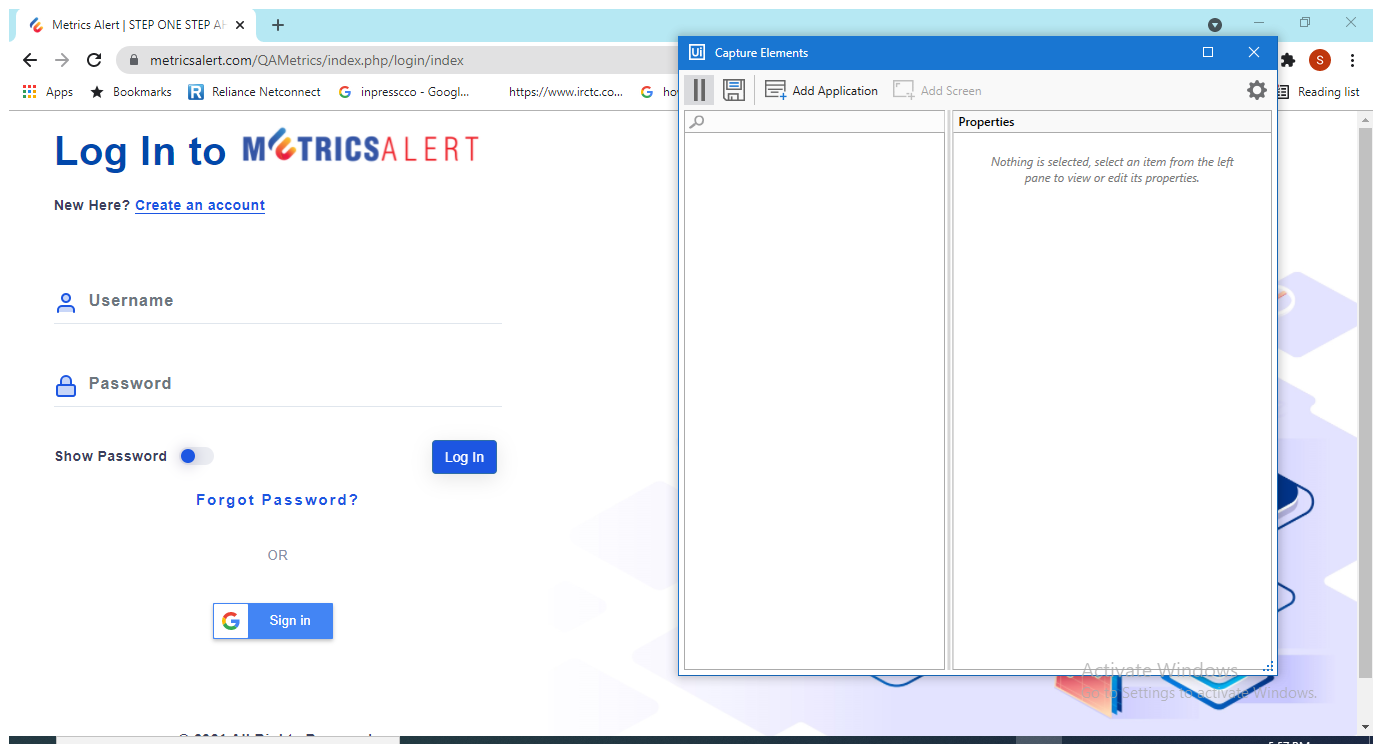 Metrics Alert | STEP ONE STEP AH
metricsalert.com/QAMetrics/index.php/login/index
S
Apps
Bookmarks
R
Reliance Netconnect
inpresscco - Googl...
https://www.irctc.co...
Reading list
Ui
Capture Elements
Add Application
Add Screen
Properties
Nothing is selected, select an item from the left
pane to view or edit its properties.
Log In to METRICSALERT
New Here? Create an account
Username
Password
Show Password
Log In
Forgot Password?
OR
G
Sign in
Activate Windows
Go to Settings to activate Windows.